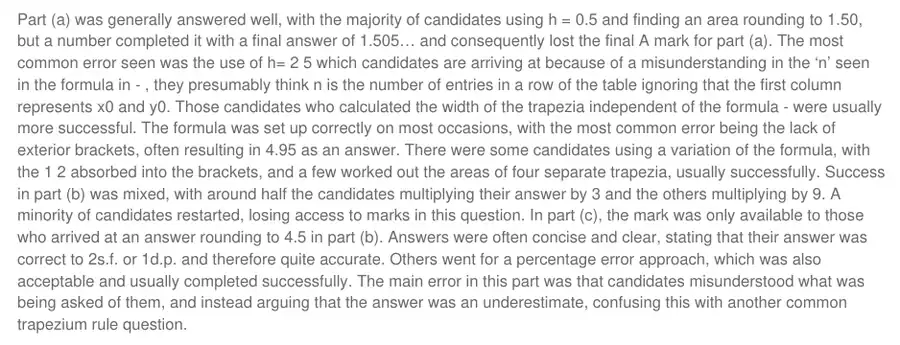 Part (a) was generally answered well, with the majority of candidates using h = 0.5 and finding an area rounding to 1.50,
but a number completed it with a final answer of 1.505… and consequently lost the final A mark for part (a). The most
common error seen was the use of h= 2 5 which candidates are arriving at because of a misunderstanding in the ‘n’ seen
in the formula in - , they presumably think n is the number of entries in a row of the table ignoring that the first column
represents x0 and y0. Those candidates who calculated the width of the trapezia independent of the formula - were usually
more successful. The formula was set up correctly on most occasions, with the most common error being the lack of
exterior brackets, often resulting in 4.95 as an answer. There were some candidates using a variation of the formula, with
the 1 2 absorbed into the brackets, and a few worked out the areas of four separate trapezia, usually successfully. Success
in part (b) was mixed, with around half the candidates multiplying their answer by 3 and the others multiplying by 9. A
minority of candidates restarted, losing access to marks in this question. In part (c), the mark was only available to those
who arrived at an answer rounding to 4.5 in part (b). Answers were often concise and clear, stating that their answer was
correct to 2s.f. or 1d.p. and therefore quite accurate. Others went for a percentage error approach, which was also
acceptable and usually completed successfully. The main error in this part was that candidates misunderstood what was
being asked of them, and instead arguing that the answer was an underestimate, confusing this with another common
trapezium rule question.